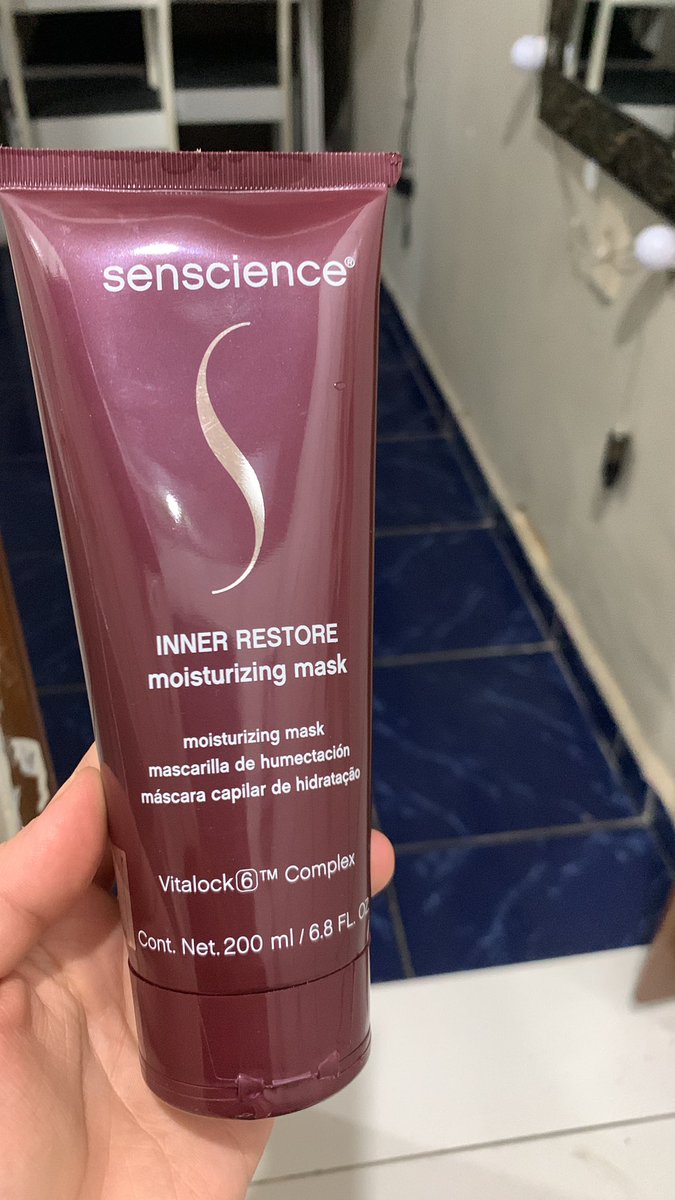 senscience®
INNER RESTORE
moisturizing mask
moisturizing mask
mascarilla de humectación
máscara capilar de hidratação
Vitalock6™ Complex
Cont. Net. 200 ml / 6.8 FL. OZ